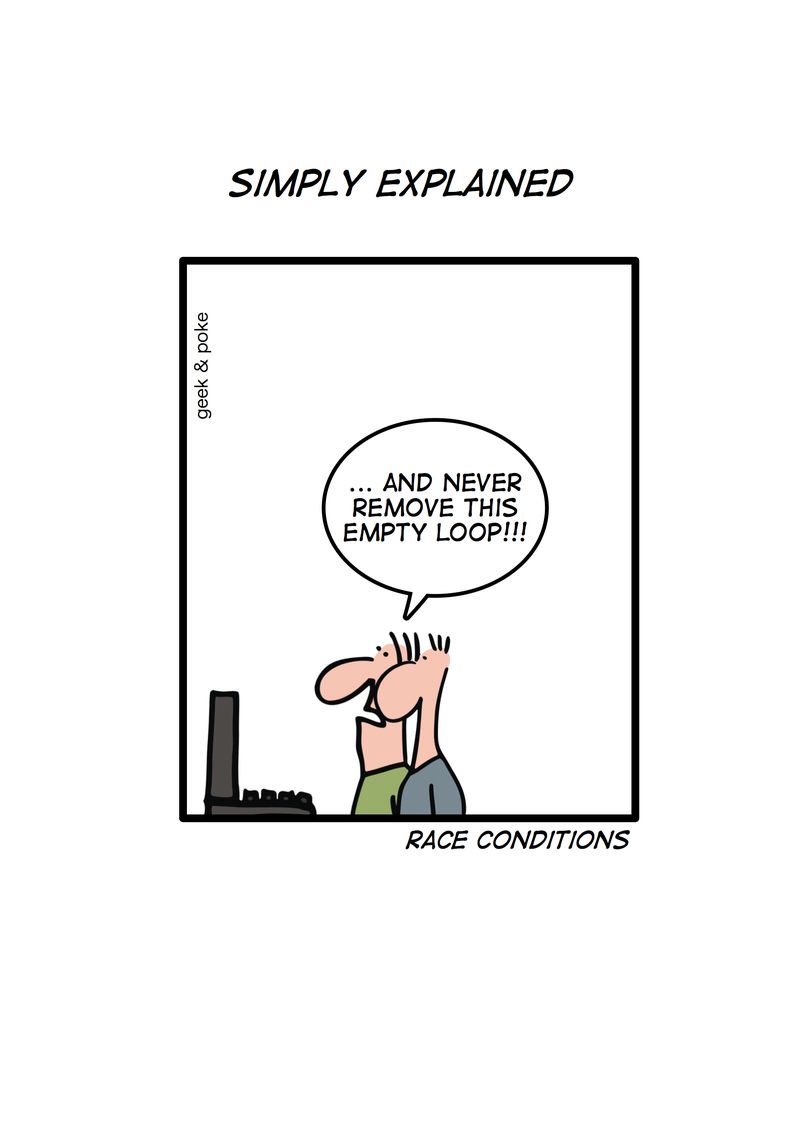 SIMPLY EXPLAINED
geek & poke
... AND NEVER
REMOVE THIS
EMPTY LOOP!!!
RACE CONDITIONS